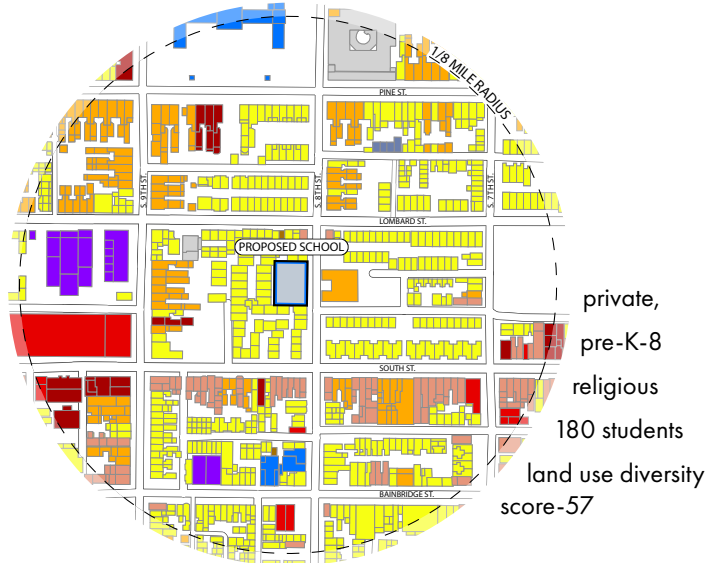 1/8 MILE RADIUS
PINE ST.
S. 9TH ST.
S. 8TH ST.
S. 7TH ST.
LOMBARD ST.
PROPOSED SCHOOL
SOUTH ST.
BAINBRIDGE ST.
private,
pre-K-8
religious
180 students
land use diversity
score-57